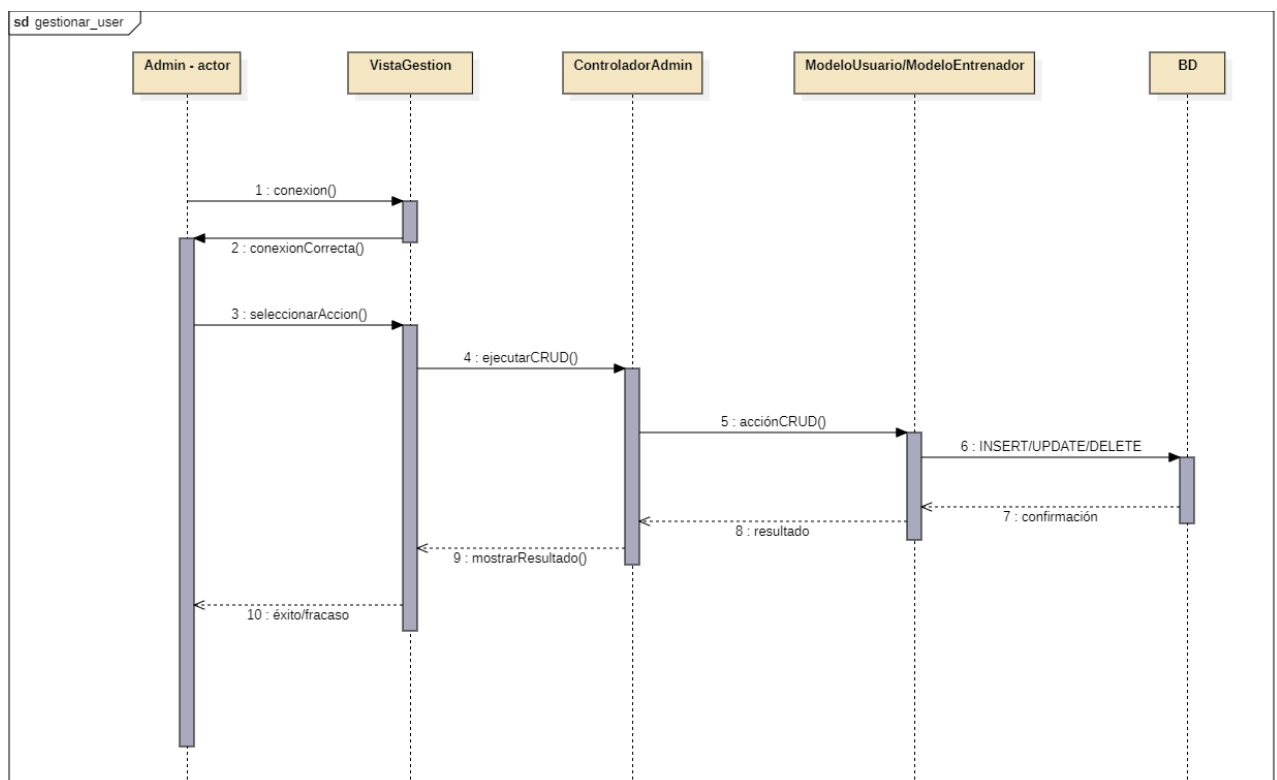 sd gestionar_user
Admin - actor
VistaGestion
ControladorAdmin
ModeloUsuario/ModeloEntrenador
BD
1 : conexion()
2 : conexionCorrecta()
3 : seleccionarAccion()
4 : ejecutarCRUD()
5 : acciónCRUD()
6 : INSERT/UPDATE/DELETE
7 : confirmación
8 : resultado
9 : mostrarResultado()
10 : éxito/fracaso